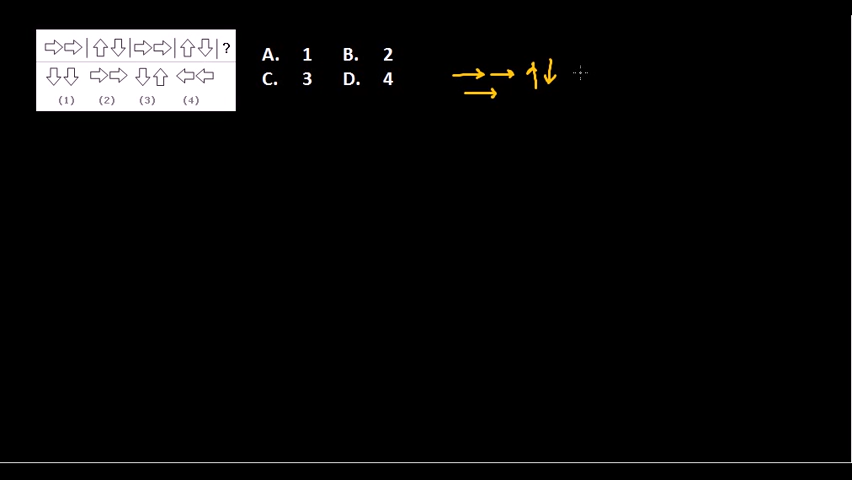 ⇨⇨|⇧⇩|⇨⇨|⇧⇩|?
⇩⇩ ⇨⇨ ⇩⇧ ⇦⇦
(1) (2) (3) (4)
A. 1 B. 2
C. 3 D. 4
→ → ↑↓
→